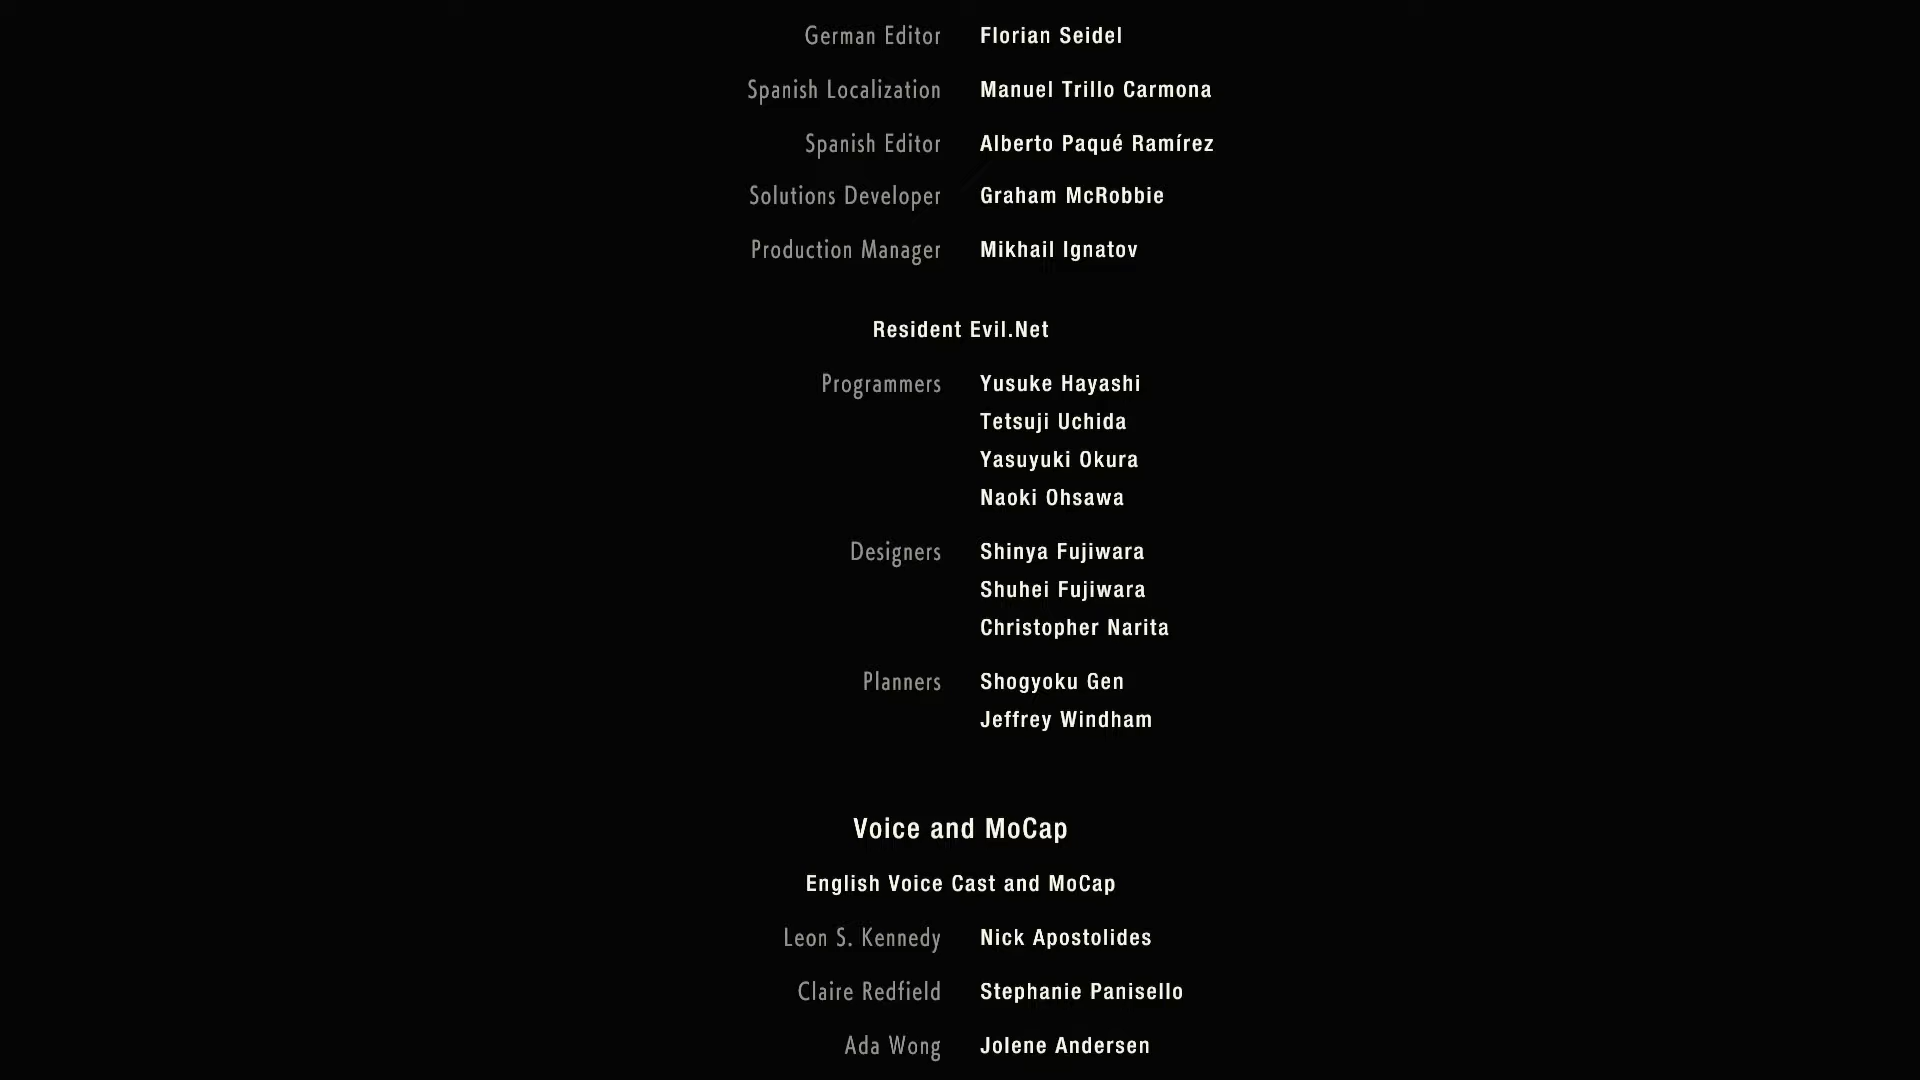 German Editor Florian Seidel
Spanish Localization Manuel Trillo Carmona
Spanish Editor Alberto Paqué Ramírez
Solutions Developer Graham McRobbie
Production Manager Mikhail Ignatov
Resident Evil.Net
Programmers Yusuke Hayashi
Tetsuji Uchida
Yasuyuki Okura
Naoki Ohsawa
Designers Shinya Fujiwara
Shuhei Fujiwara
Christopher Narita
Planners Shogyoku Gen
Jeffrey Windham
Voice and MoCap
English Voice Cast and MoCap
Leon S. Kennedy Nick Apostolides
Claire Redfield Stephanie Panisello
Ada Wong Jolene Andersen